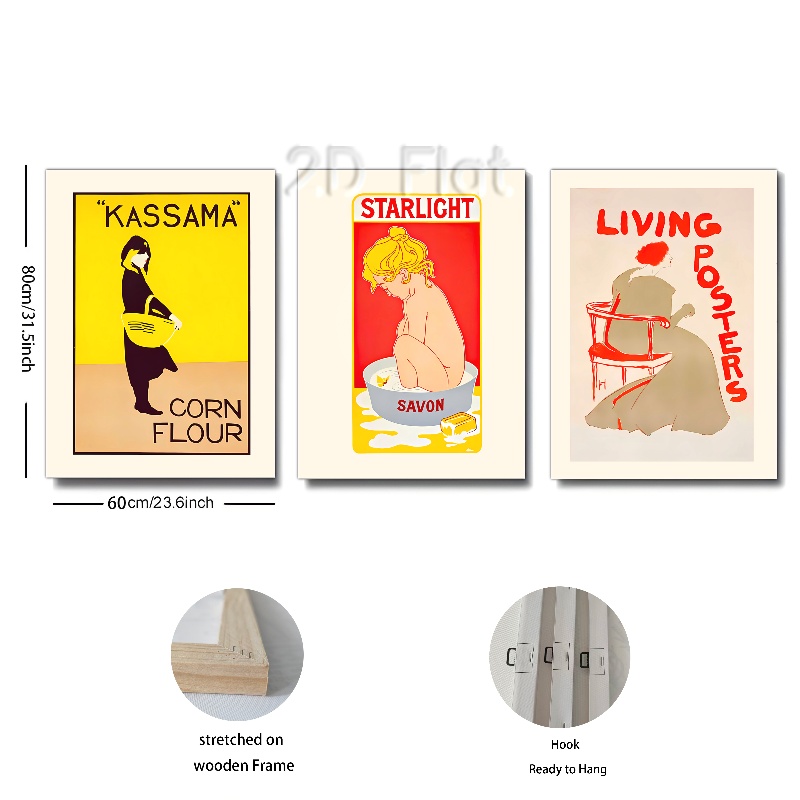 2D Flat
"KASSAMA"
CORN
FLOUR
STARLIGHT
SAVON
LIVING
POSTERS
80cm/31.5inch
60cm/23.6inch
stretched on
wooden Frame
Hook
Ready to Hang